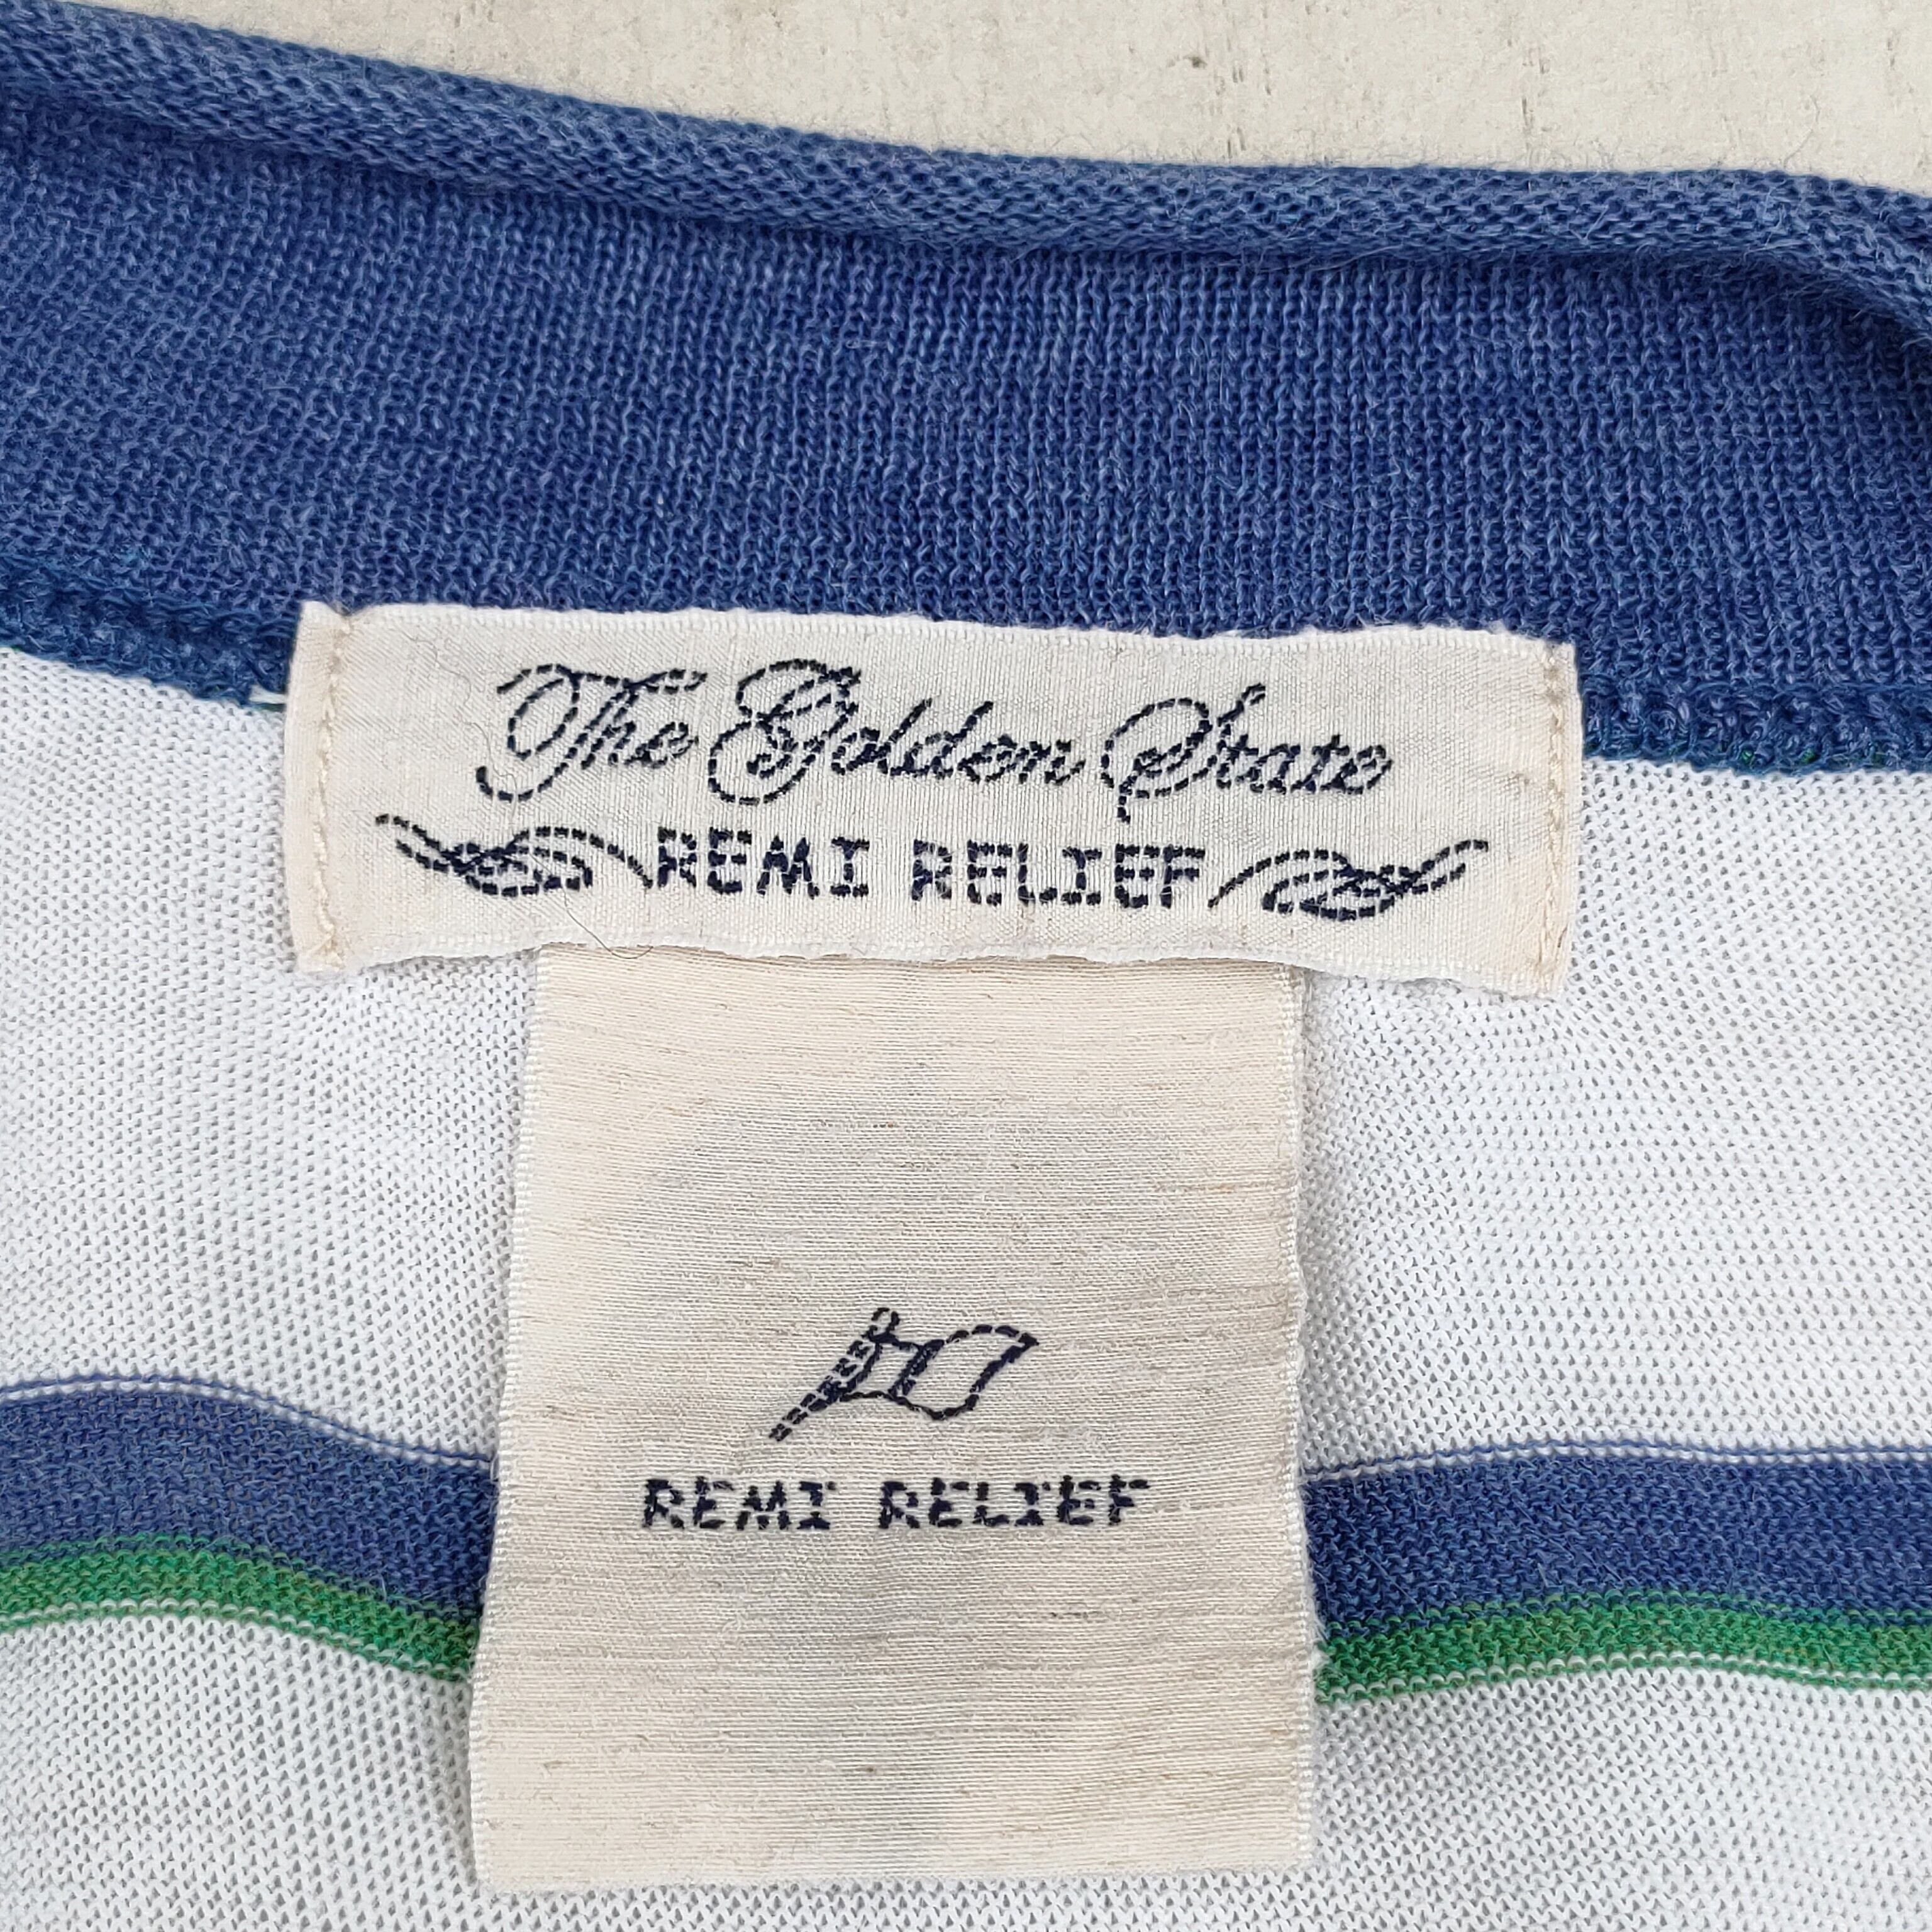 The Golden State
REMI RELIEF
REMI RELIEF